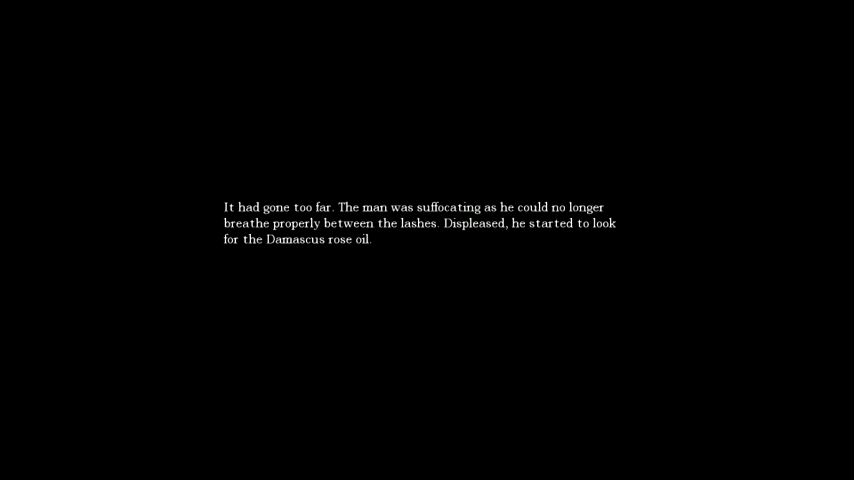 It had gone too far. The man was suffocating as he could no longer
breathe properly between the lashes. Displeased, he started to look
for the Damascus rose oil.